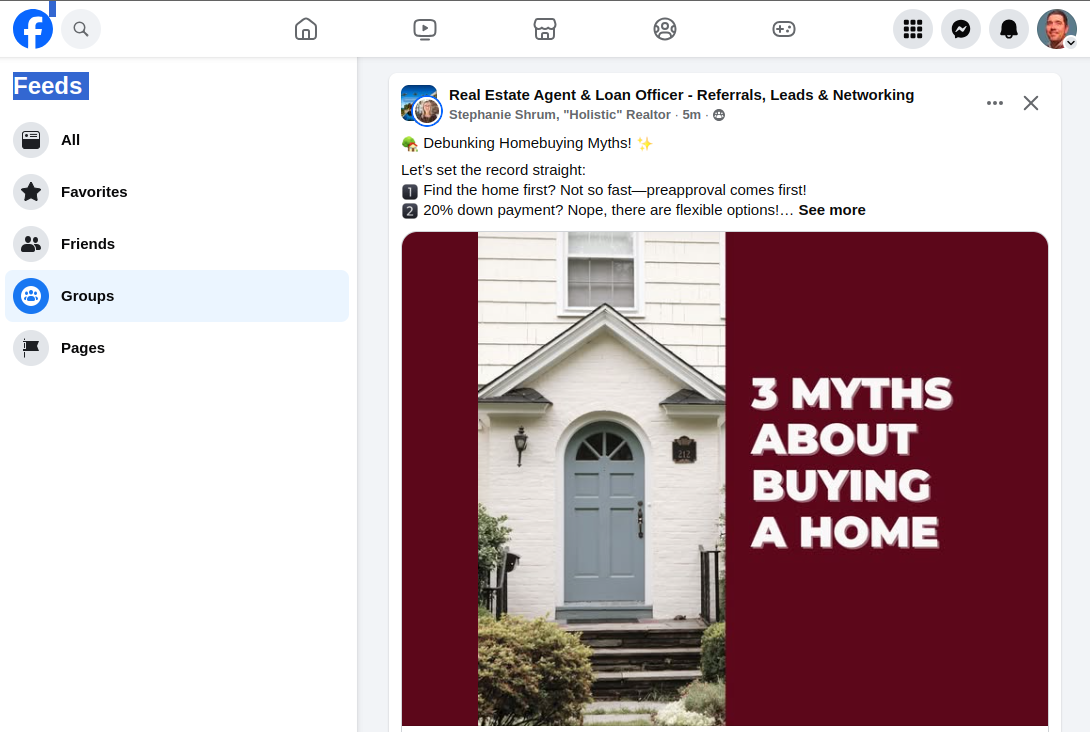 Feeds
All
Favorites
Friends
Groups
Pages
Real Estate Agent & Loan Officer - Referrals, Leads & Networking
Stephanie Shrum, "Holistic" Realtor · 5m ·
🏡 Debunking Homebuying Myths! ✨
Let’s set the record straight:
1️⃣ Find the home first? Not so fast—preapproval comes first!
2️⃣ 20% down payment? Nope, there are flexible options!… See more
212
3 MYTHS
ABOUT
BUYING
A HOME